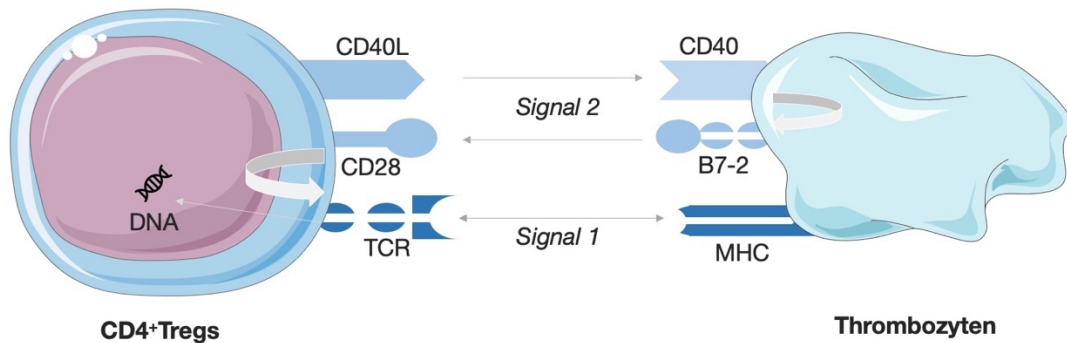 CD40L
CD40
Signal 2
CD28
B7-2
DNA
TCR
Signal 1
MHC
CD4⁺Tregs
Thrombozyten